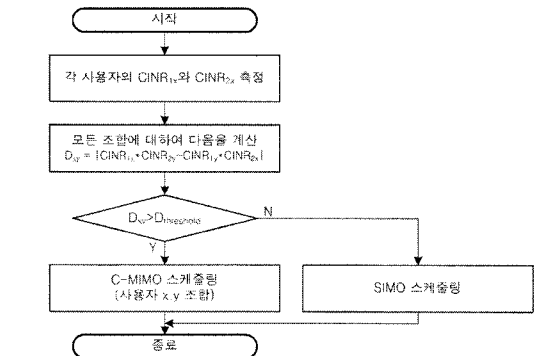 시작
각 사용자의 CINR1x와 CINR2x 측정
모든 조합에 대하여 다음을 계산
Dxy = |CINR1x*CINR2y-CINR1y*CINR2x|
Dxy>Dthreshold
N
Y
C-MIMO 스케줄링
(사용자 x,y 조합)
SIMO 스케줄링
종료